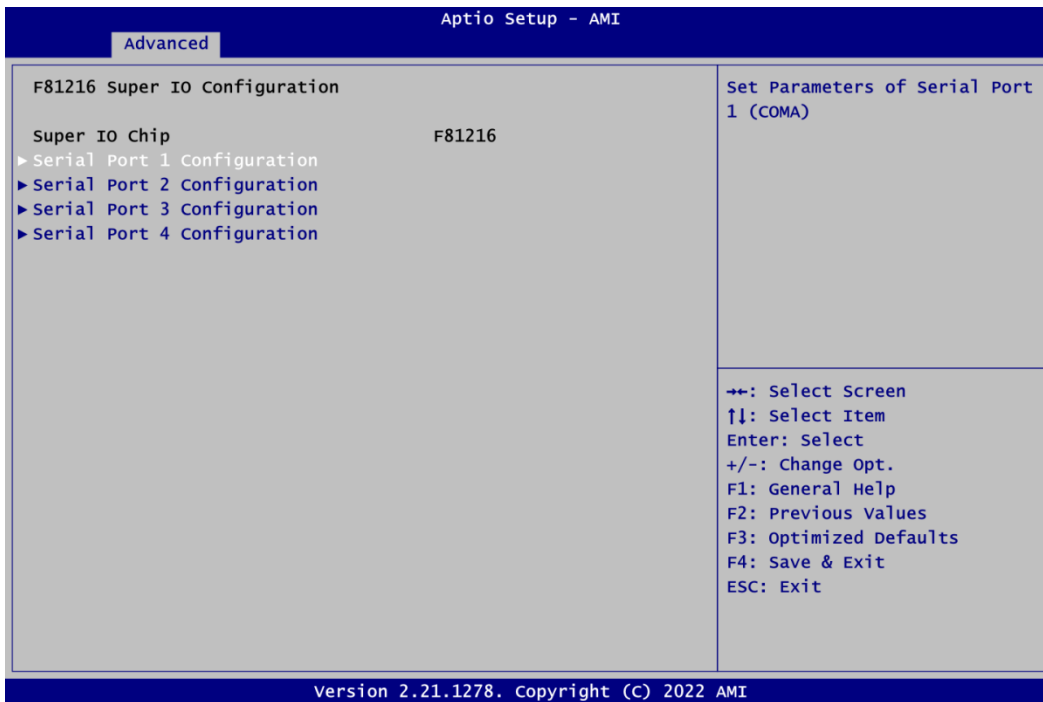 Aptio Setup - AMI
Advanced
F81216 Super IO Configuration
Super IO Chip F81216
▶ Serial Port 1 Configuration
▶ Serial Port 2 Configuration
▶ Serial Port 3 Configuration
▶ Serial Port 4 Configuration
Set Parameters of Serial Port
1 (COMA)
→←: Select Screen
↑↓: Select Item
Enter: Select
+/-: Change Opt.
F1: General Help
F2: Previous Values
F3: Optimized Defaults
F4: Save & Exit
ESC: Exit
Version 2.21.1278. Copyright (C) 2022 AMI